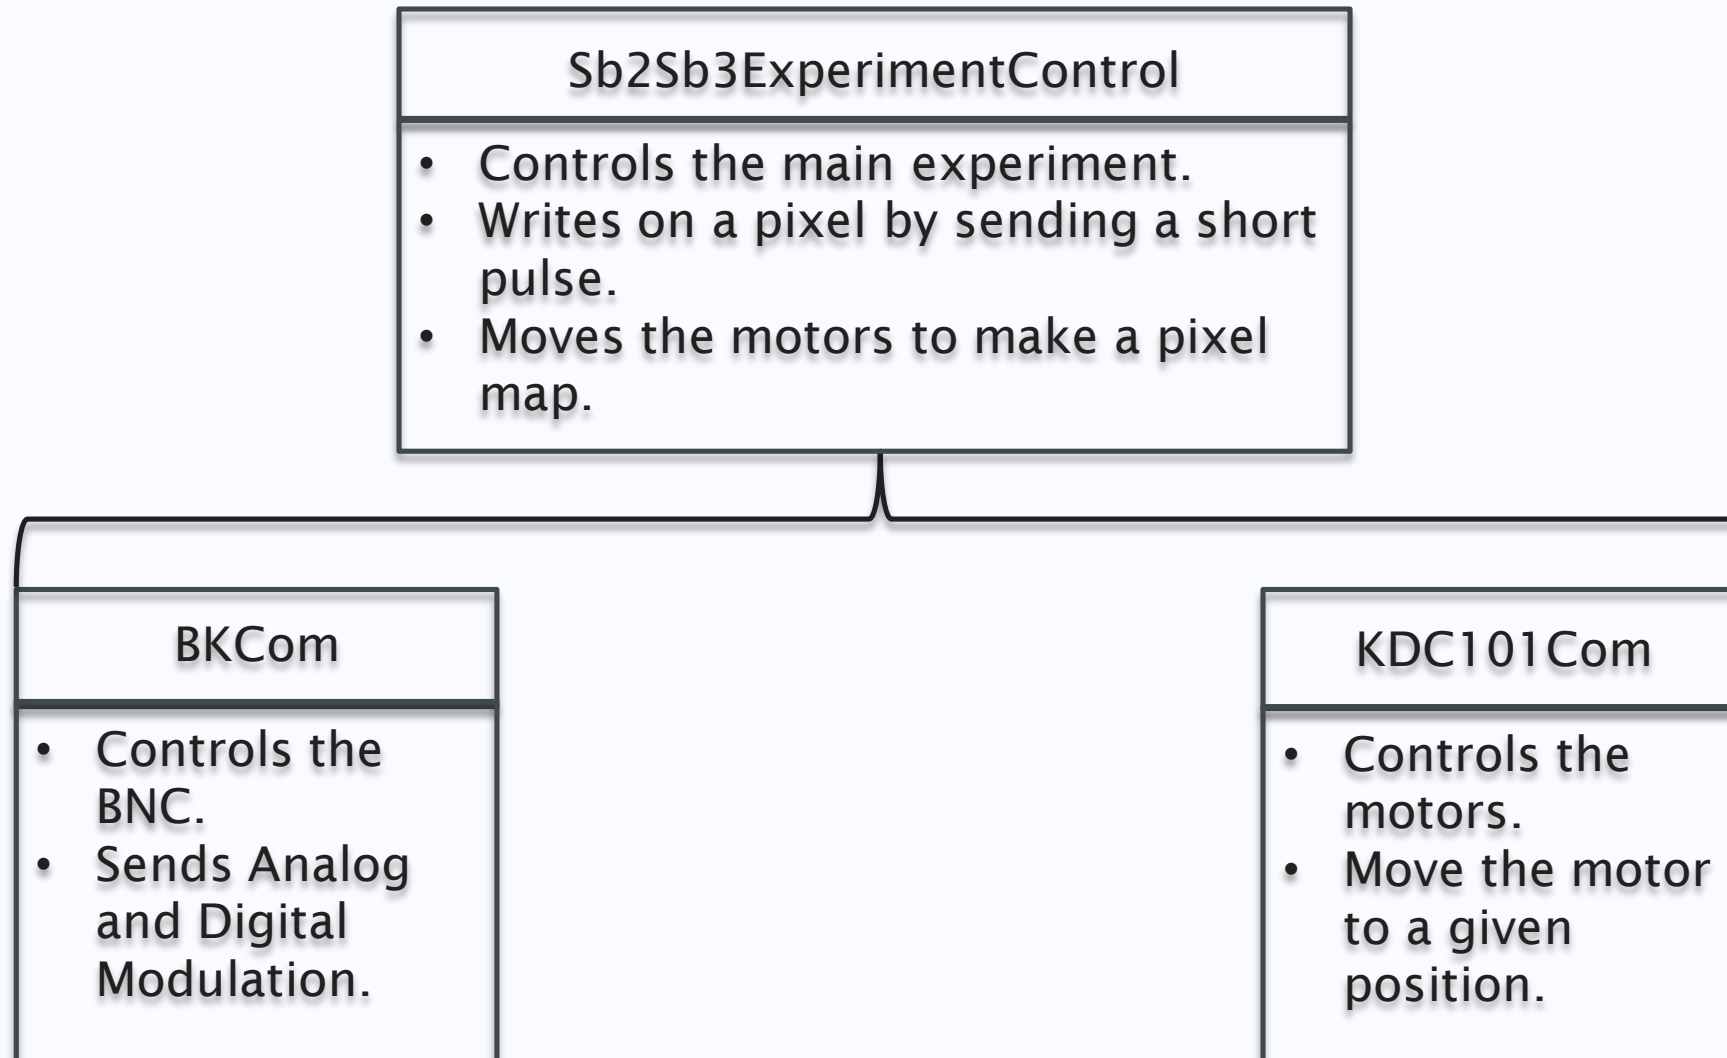 Sb2Sb3ExperimentControl
• Controls the main experiment.
• Writes on a pixel by sending a short
pulse.
• Moves the motors to make a pixel
map.
BKCom
• Controls the
BNC.
• Sends Analog
and Digital
Modulation.
KDC101Com
• Controls the
motors.
• Move the motor
to a given
position.